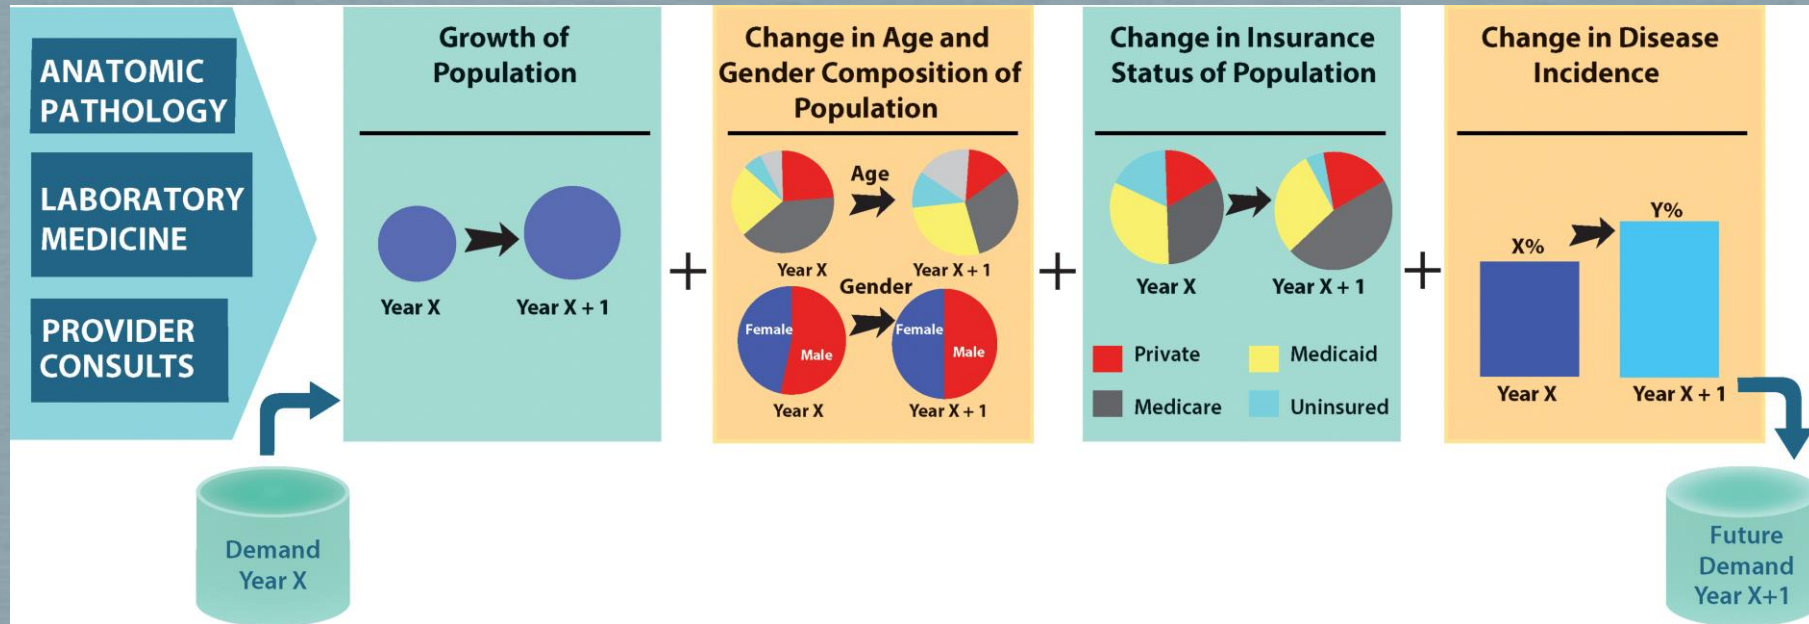 ANATOMIC
PATHOLOGY
LABORATORY
MEDICINE
PROVIDER
CONSULTS
Demand
Year X
Growth of
Population
Year X
Year X + 1
+
Change in Age and
Gender Composition of
Population
Age
Year X
Year X + 1
Gender
Female
Male
Female
Male
Year X
Year X + 1
+
Change in Insurance
Status of Population
Year X
Year X + 1
Private
Medicaid
Medicare
Uninsured
+
Change in Disease
Incidence
X%
Y%
Year X
Year X + 1
Future
Demand
Year X+1